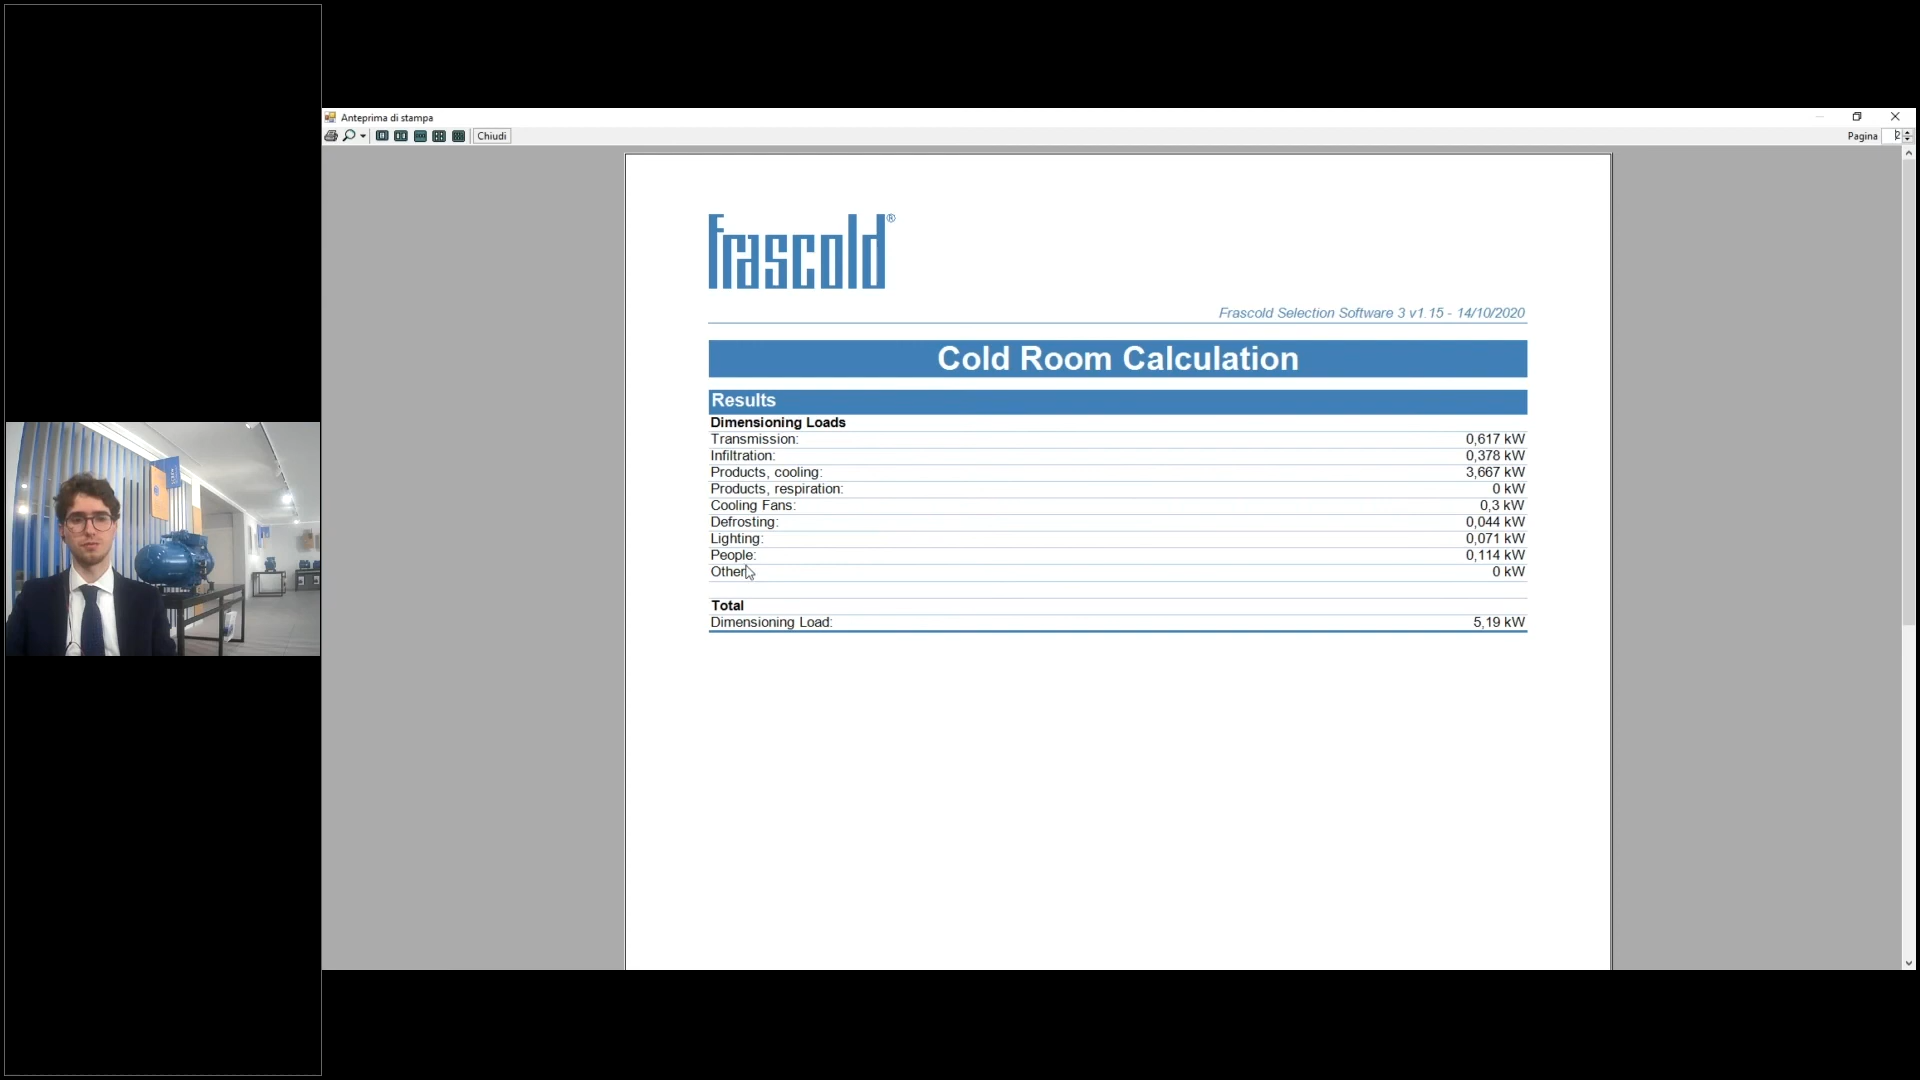 Anteprima di stampa
Chiudi
Pagina 2
frascold®
Frascold Selection Software 3 v1.15 - 14/10/2020
Cold Room Calculation
Results
Dimensioning Loads
Transmission: 0,617 kW
Infiltration: 0,378 kW
Products, cooling: 3,667 kW
Products, respiration: 0 kW
Cooling Fans: 0,3 kW
Defrosting: 0,044 kW
Lighting: 0,071 kW
People: 0,114 kW
Other 0 kW
Total
Dimensioning Load: 5,19 kW